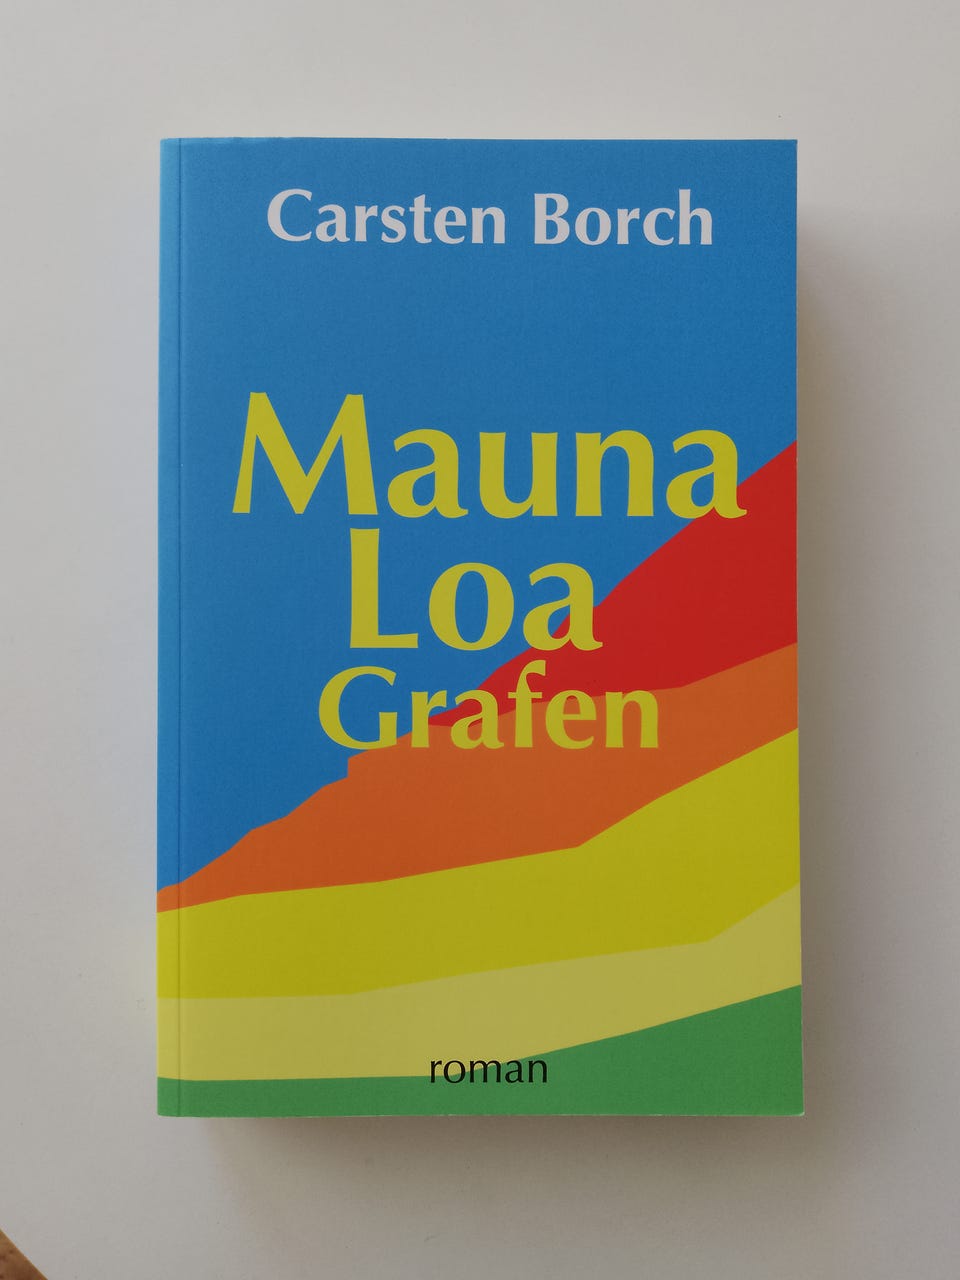 Carsten Borch
Mauna
Loa
Grafen
roman